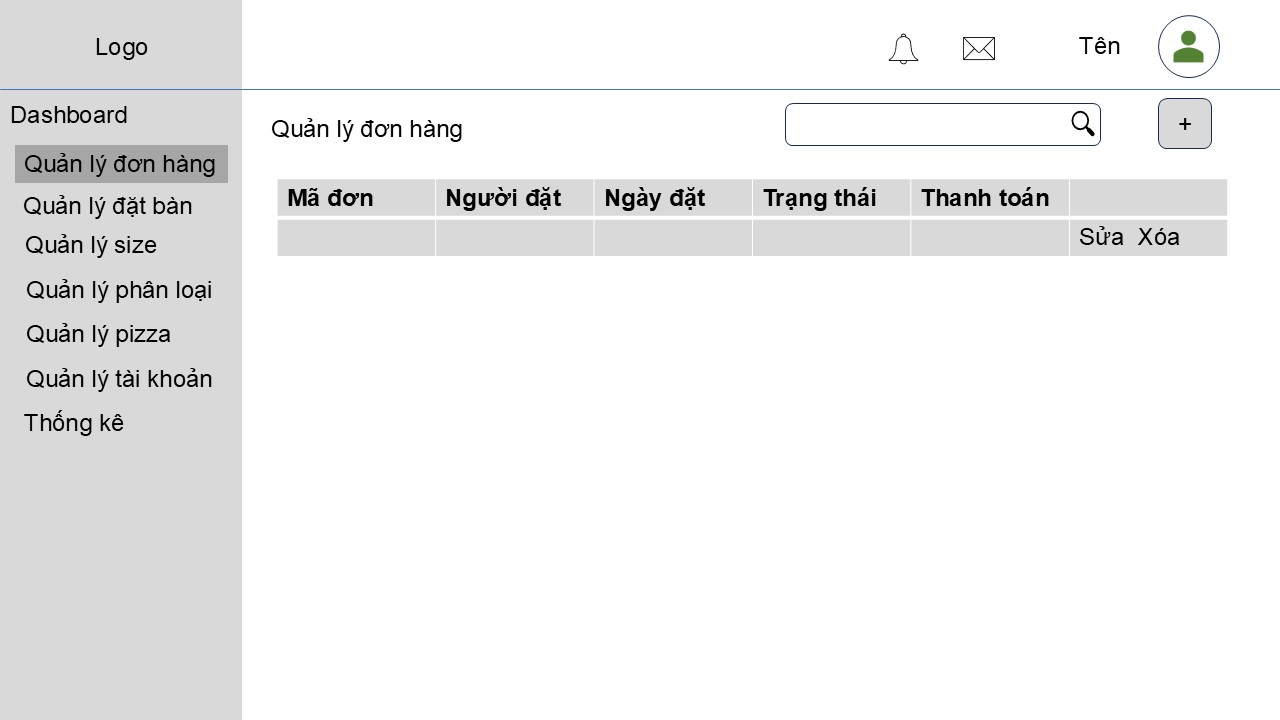 Logo
Tên
Dashboard
Quản lý đơn hàng
Quản lý đặt bàn
Quản lý size
Quản lý phân loại
Quản lý pizza
Quản lý tài khoản
Thống kê
Quản lý đơn hàng
+
Mã đơn Người đặt Ngày đặt Trạng thái Thanh toán
Sửa Xóa